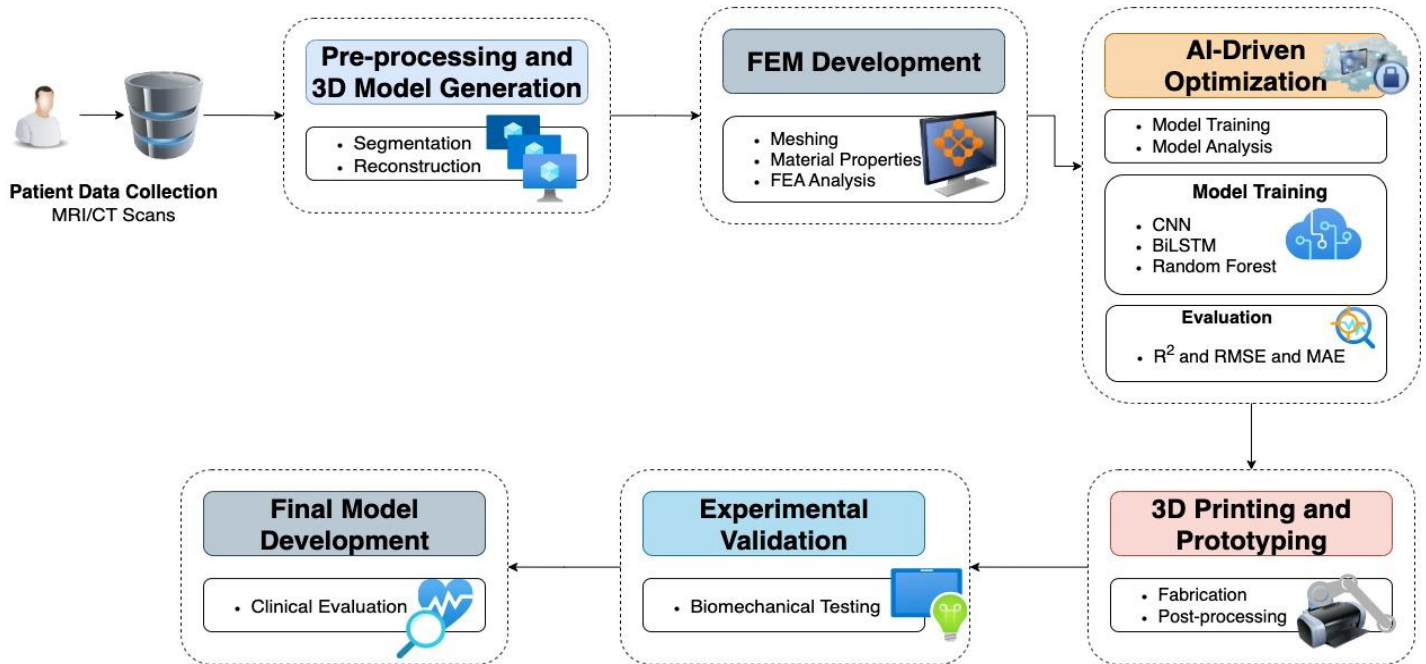 Patient Data Collection
MRI/CT Scans
Pre-processing and
3D Model Generation
• Segmentation
• Reconstruction
FEM Development
• Meshing
• Material Properties
• FEA Analysis
AI-Driven
Optimization
• Model Training
• Model Analysis
Model Training
• CNN
• BiLSTM
• Random Forest
Evaluation
• R² and RMSE and MAE
3D Printing and
Prototyping
• Fabrication
• Post-processing
Experimental
Validation
• Biomechanical Testing
Final Model
Development
• Clinical Evaluation